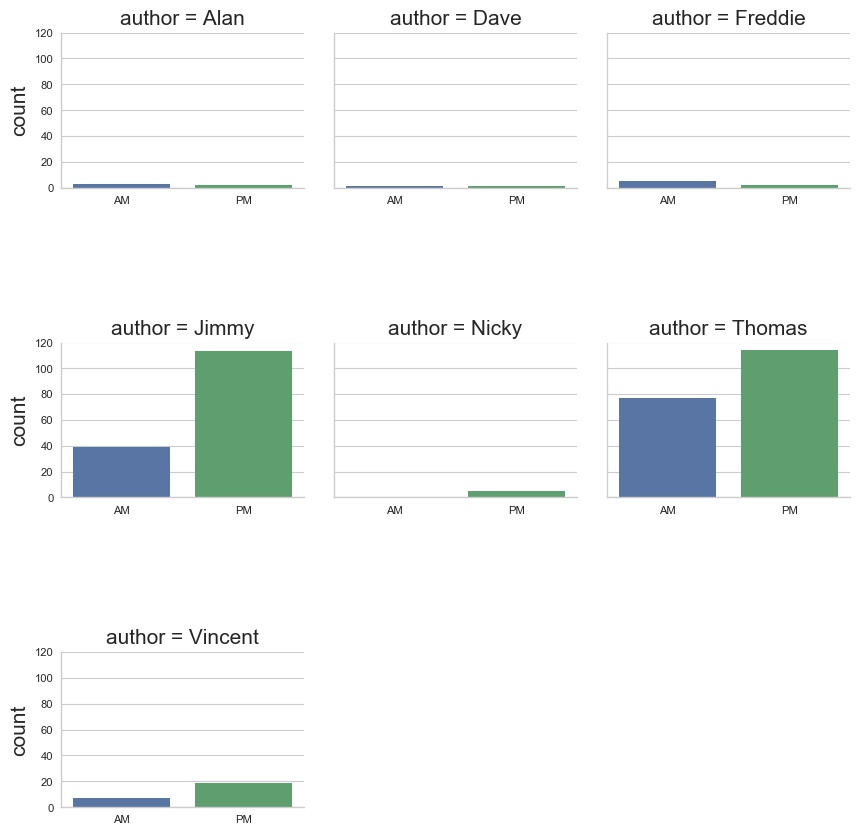 author = Alan
author = Dave
author = Freddie
120
100
80
60
40
20
0
count
AM PM
AM PM
AM PM
author = Jimmy
author = Nicky
author = Thomas
120
100
80
60
40
20
0
count
AM PM
AM PM
AM PM
author = Vincent
120
100
80
60
40
20
0
count
AM PM